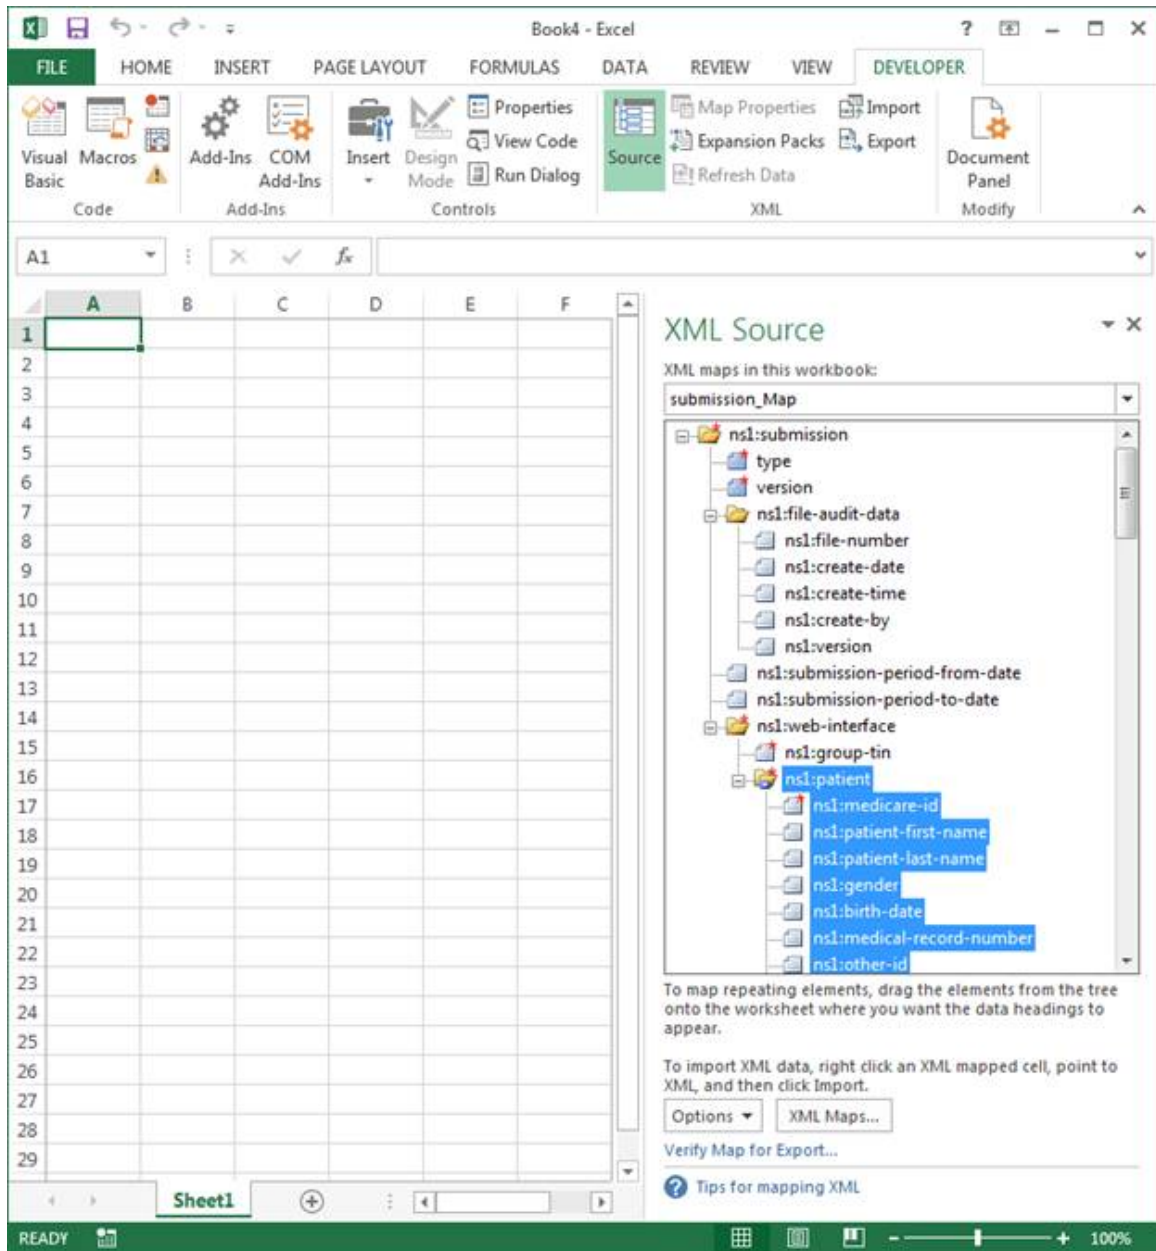 Book4 - Excel
?
FILE HOME INSERT PAGE LAYOUT FORMULAS DATA REVIEW VIEW DEVELOPER
Visual Basic
Macros
Add-Ins
COM Add-Ins
Insert
Design Mode
Properties
View Code
Run Dialog
Source
Map Properties
Expansion Packs
Refresh Data
Import
Export
Document Panel
Code Add-Ins Controls XML Modify
A1
fx
A B C D E F
1
2
3
4
5
6
7
8
9
10
11
12
13
14
15
16
17
18
19
20
21
22
23
24
25
26
27
28
29
XML Source
XML maps in this workbook:
submission_Map
ns1:submission
type
version
ns1:file-audit-data
ns1:file-number
ns1:create-date
ns1:create-time
ns1:create-by
ns1:version
ns1:submission-period-from-date
ns1:submission-period-to-date
ns1:web-interface
ns1:group-tin
ns1:patient
ns1:medicare-id
ns1:patient-first-name
ns1:patient-last-name
ns1:gender
ns1:birth-date
ns1:medical-record-number
ns1:other-id
To map repeating elements, drag the elements from the tree
onto the worksheet where you want the data headings to
appear.
To import XML data, right click an XML mapped cell, point to
XML, and then click Import.
Options XML Maps...
Verify Map for Export...
? Tips for mapping XML
Sheet1
READY
100%